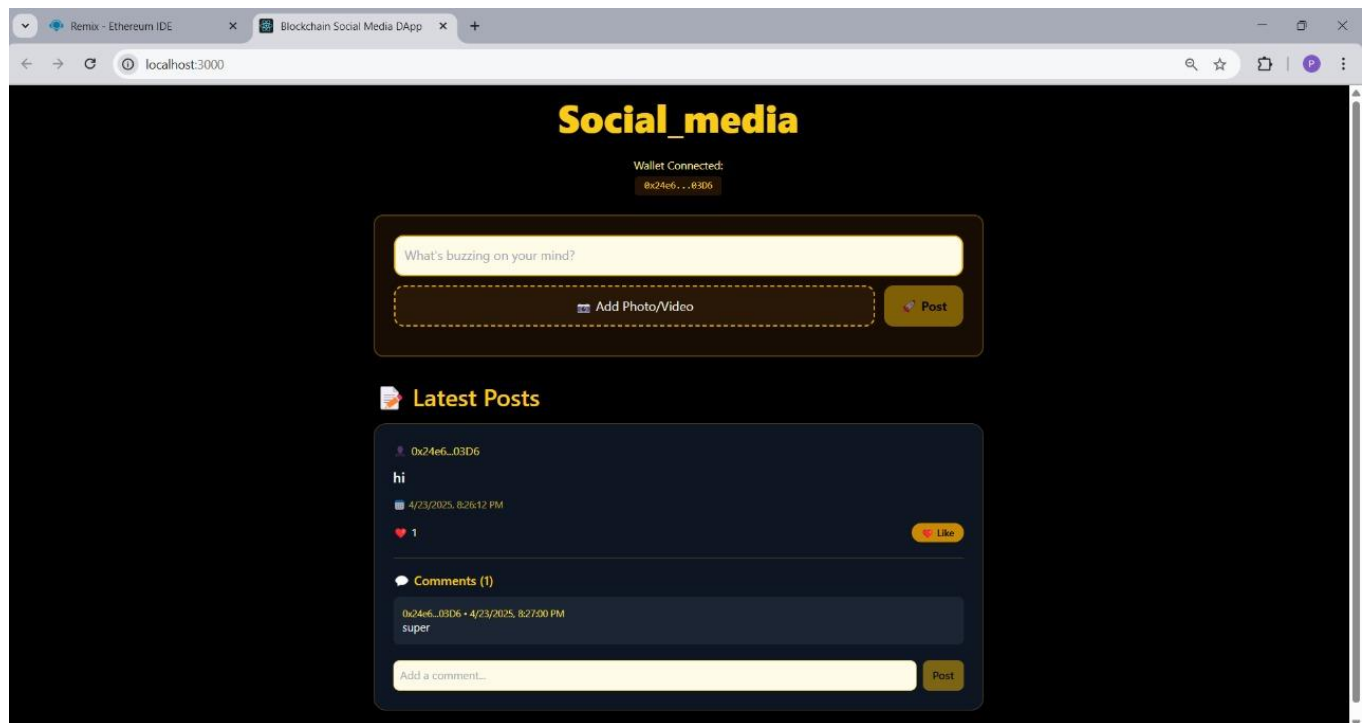 Remix - Ethereum IDE
Blockchain Social Media DApp
localhost:3000
P
Social_media
Wallet Connected:
0x24e6...03D6
What's buzzing on your mind?
Add Photo/Video
Post
Latest Posts
0x24e6...03D6
hi
4/23/2025, 8:26:12 PM
1
Like
Comments (1)
0x24e6...03D6 • 4/23/2025, 8:27:00 PM
super
Add a comment...
Post